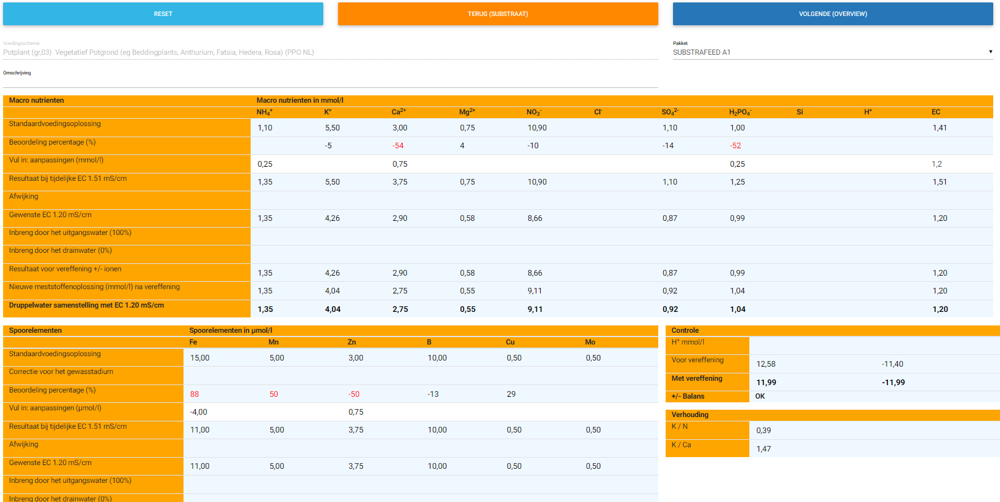 RESET TERUG (SUBSTRAAT) VOLGENDE (OVERVIEW)
Voedingsschema Pakket
Potplant (gr,03) Vegetatief Potgrond (eg Beddingplants, Anthurium, Fatsia, Hedera, Rosa) (PPO NL) SUBSTRAFEED A1
Omschrijving
Macro nutrienten Macro nutrienten in mmol/l
NH₄⁺ K⁺ Ca²⁺ Mg²⁺ NO₃⁻ Cl⁻ SO₄²⁻ H₂PO₄⁻ Si H⁺ EC
Standaardvoedingsoplossing 1,10 5,50 3,00 0,75 10,90 1,10 1,00 1,41
Beoordeling percentage (%) -5 -54 4 -10 -14 -52
Vul in: aanpassingen (mmol/l) 0,25 0,75 0,25 1,2
Resultaat bij tijdelijke EC 1.51 mS/cm 1,35 5,50 3,75 0,75 10,90 1,10 1,25 1,51
Afwijking
Gewenste EC 1.20 mS/cm 1,35 4,26 2,90 0,58 8,66 0,87 0,99 1,20
Inbreng door het uitgangswater (100%)
Inbreng door het drainwater (0%)
Resultaat voor vereffening +/- ionen 1,35 4,26 2,90 0,58 8,66 0,87 0,99 1,20
Nieuwe meststoffenoplossing (mmol/l) na vereffening 1,35 4,04 2,75 0,55 9,11 0,92 1,04 1,20
Druppelwater samenstelling met EC 1.20 mS/cm 1,35 4,04 2,75 0,55 9,11 0,92 1,04 1,20
Spoorelementen Spoorelementen in µmol/l
Fe Mn Zn B Cu Mo
Standaardvoedingsoplossing 15,00 5,00 3,00 10,00 0,50 0,50
Correctie voor het gewasstadium
Beoordeling percentage (%) 88 50 -50 -13 29
Vul in: aanpassingen (µmol/l) -4,00 0,75
Resultaat bij tijdelijke EC 1.51 mS/cm 11,00 5,00 3,75 10,00 0,50 0,50
Afwijking
Gewenste EC 1.20 mS/cm 11,00 5,00 3,75 10,00 0,50 0,50
Inbreng door het uitgangswater (100%)
Inbreng door het drainwater (0%)
Controle
H⁺ mmol/l
Voor vereffening 12,58 -11,40
Met vereffening 11,99 -11,99
+/- Balans OK
Verhouding
K / N 0,39
K / Ca 1,47